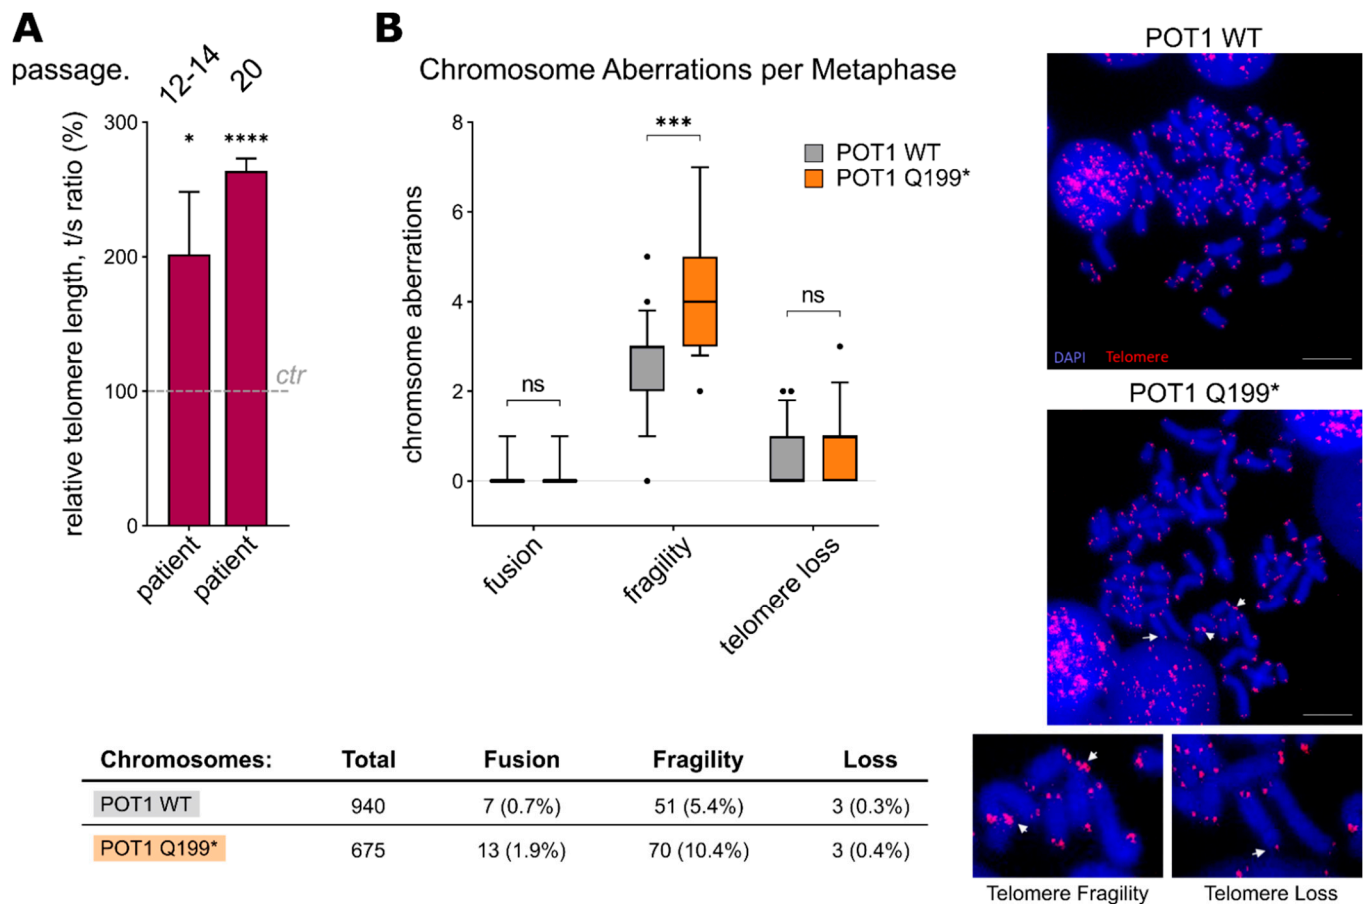 A
passage.
12-14
20
* ****
relative telomere length, t/s ratio (%)
300
200
100
0
ctr
patient
patient
B
Chromosome Aberrations per Metaphase
chromsome aberrations
8
6
4
2
0
ns
***
ns
POT1 WT
POT1 Q199*
fusion
fragility
telomere loss
POT1 WT
DAPI Telomere
POT1 Q199*
Telomere Fragility
Telomere Loss
Chromosomes: Total Fusion Fragility Loss
POT1 WT 940 7 (0.7%) 51 (5.4%) 3 (0.3%)
POT1 Q199* 675 13 (1.9%) 70 (10.4%) 3 (0.4%)